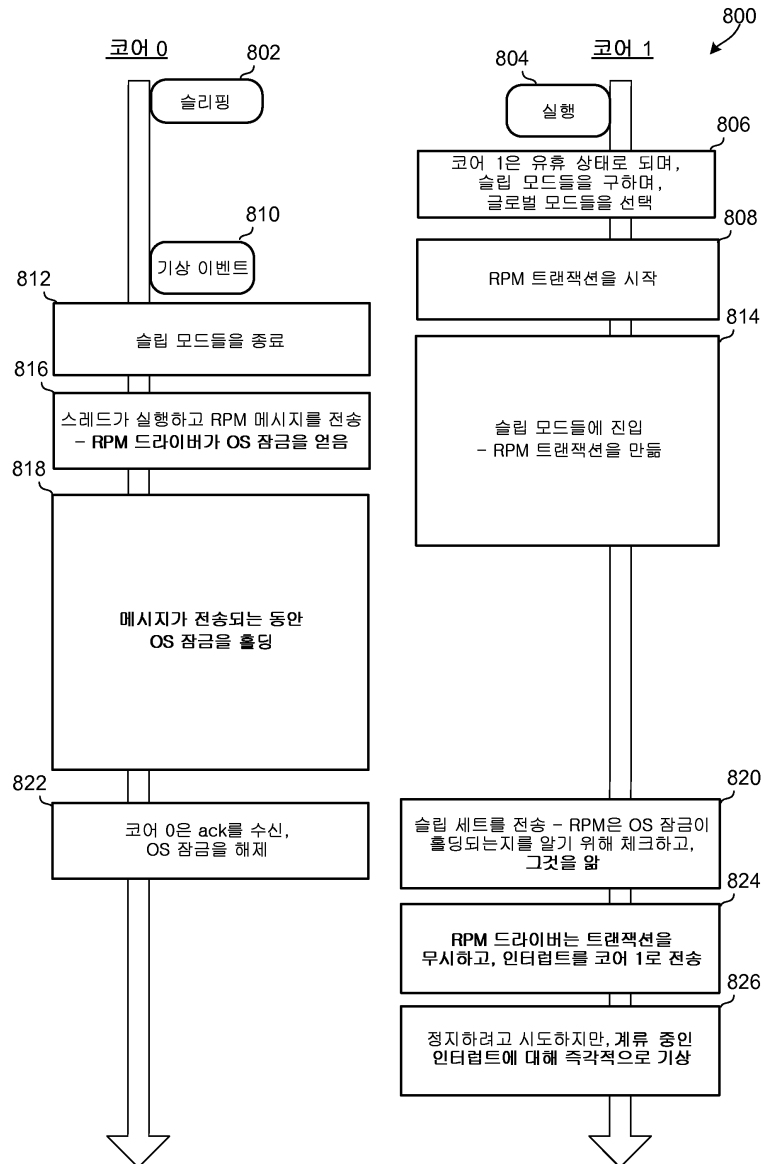 800
코어 0
코어 1
802
슬리핑
804
실행
806
코어 1은 유휴 상태로 되며,
슬립 모드들을 구하며,
글로벌 모드들을 선택
808
RPM 트랜잭션을 시작
810
기상 이벤트
812
슬립 모드들을 종료
814
슬립 모드들에 진입
– RPM 트랜잭션을 만듦
816
스레드가 실행하고 RPM 메시지를 전송
– RPM 드라이버가 OS 잠금을 얻음
818
메시지가 전송되는 동안
OS 잠금을 홀딩
820
슬립 세트를 전송 – RPM은 OS 잠금이
홀딩되는지를 알기 위해 체크하고,
그것을 앎
822
코어 0은 ack를 수신,
OS 잠금을 해제
824
RPM 드라이버는 트랜잭션을
무시하고, 인터럽트를 코어 1로 전송
826
정지하려고 시도하지만, 계류 중인
인터럽트에 대해 즉각적으로 기상